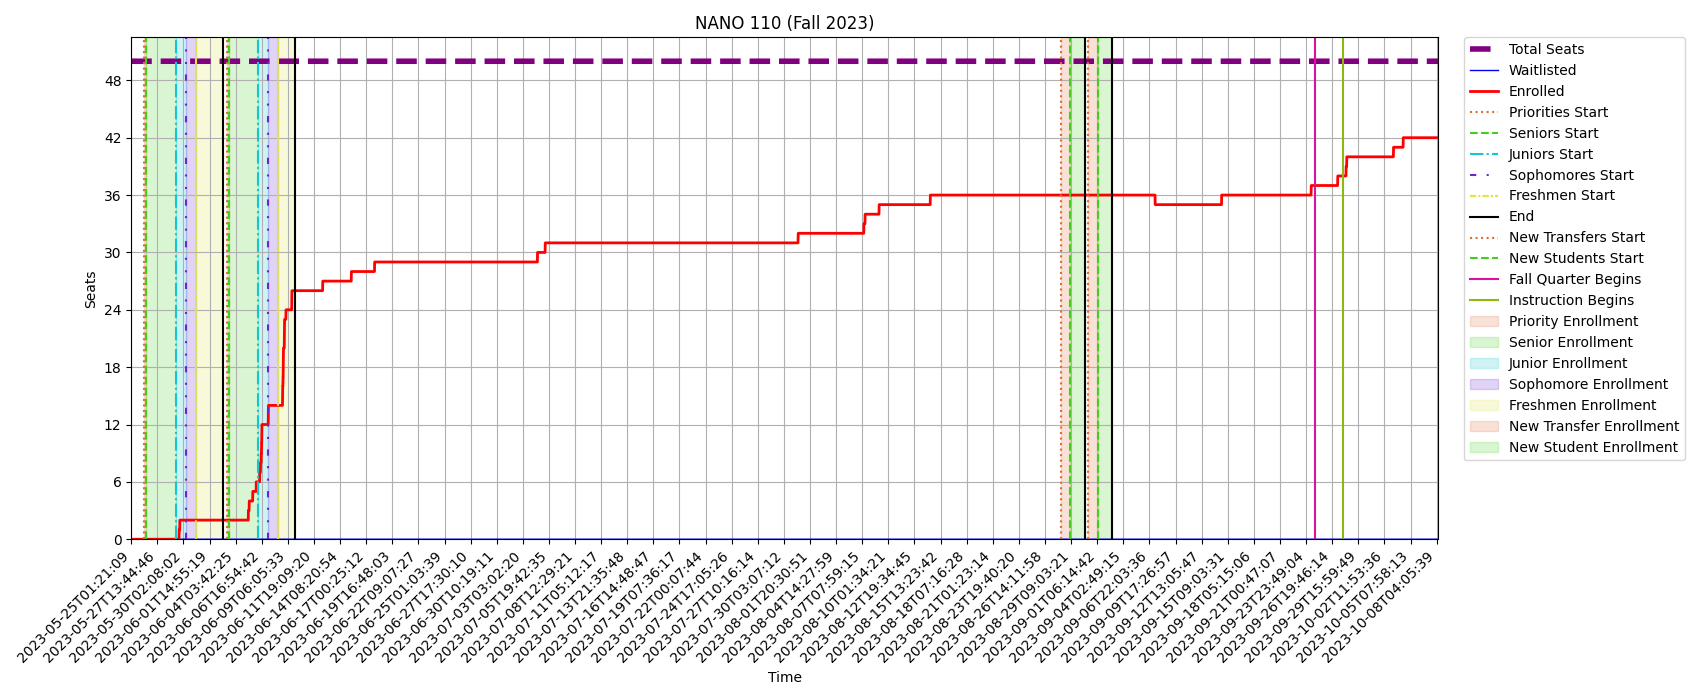 NANO 110 (Fall 2023)
Seats
48
42
36
30
24
18
12
6
0
2023-05-25T01:21:09
2023-05-27T13:44:46
2023-05-30T02:08:02
2023-06-01T14:55:19
2023-06-04T03:42:25
2023-06-06T16:54:42
2023-06-09T06:05:33
2023-06-11T19:09:20
2023-06-14T08:20:54
2023-06-17T00:25:12
2023-06-19T16:48:03
2023-06-22T09:07:27
2023-06-25T01:03:39
2023-06-27T17:30:10
2023-06-30T10:19:11
2023-07-03T03:02:20
2023-07-05T19:42:35
2023-07-08T12:29:21
2023-07-11T05:12:17
2023-07-13T21:35:48
2023-07-16T14:48:47
2023-07-19T07:36:17
2023-07-22T00:07:44
2023-07-24T17:05:26
2023-07-27T10:16:14
2023-07-30T03:07:12
2023-08-01T20:30:51
2023-08-04T14:27:59
2023-08-07T07:59:15
2023-08-10T01:34:21
2023-08-12T19:34:45
2023-08-15T13:23:42
2023-08-18T07:16:28
2023-08-21T01:23:14
2023-08-23T19:40:20
2023-08-26T14:11:58
2023-08-29T09:03:21
2023-09-01T06:14:42
2023-09-04T02:49:15
2023-09-06T22:03:36
2023-09-09T17:26:57
2023-09-12T13:05:47
2023-09-15T09:03:31
2023-09-18T05:15:06
2023-09-21T00:47:07
2023-09-23T23:49:04
2023-09-26T19:46:14
2023-09-29T15:59:49
2023-10-02T11:53:36
2023-10-05T07:58:13
2023-10-08T04:05:39
Time
Total Seats
Waitlisted
Enrolled
Priorities Start
Seniors Start
Juniors Start
Sophomores Start
Freshmen Start
End
New Transfers Start
New Students Start
Fall Quarter Begins
Instruction Begins
Priority Enrollment
Senior Enrollment
Junior Enrollment
Sophomore Enrollment
Freshmen Enrollment
New Transfer Enrollment
New Student Enrollment